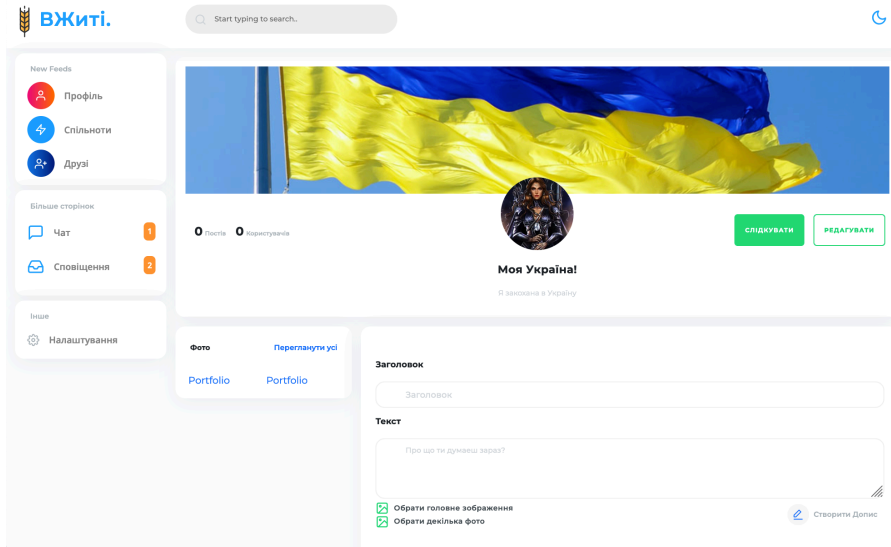 ВЖиті.
Start typing to search..
New Feeds
Профіль
Спільноти
Друзі
Більше сторінок
Чат
1
Сповіщення
2
Інше
Налаштування
0 Постів 0 Користувачів
СЛІДКУВАТИ
РЕДАГУВАТИ
Моя Україна!
Я закохана в Україну
Фото
Переглянути усі
Portfolio
Portfolio
Заголовок
Заголовок
Текст
Про що ти думаеш зараз?
Обрати головне зображення
Обрати декілька фото
Створити Допис